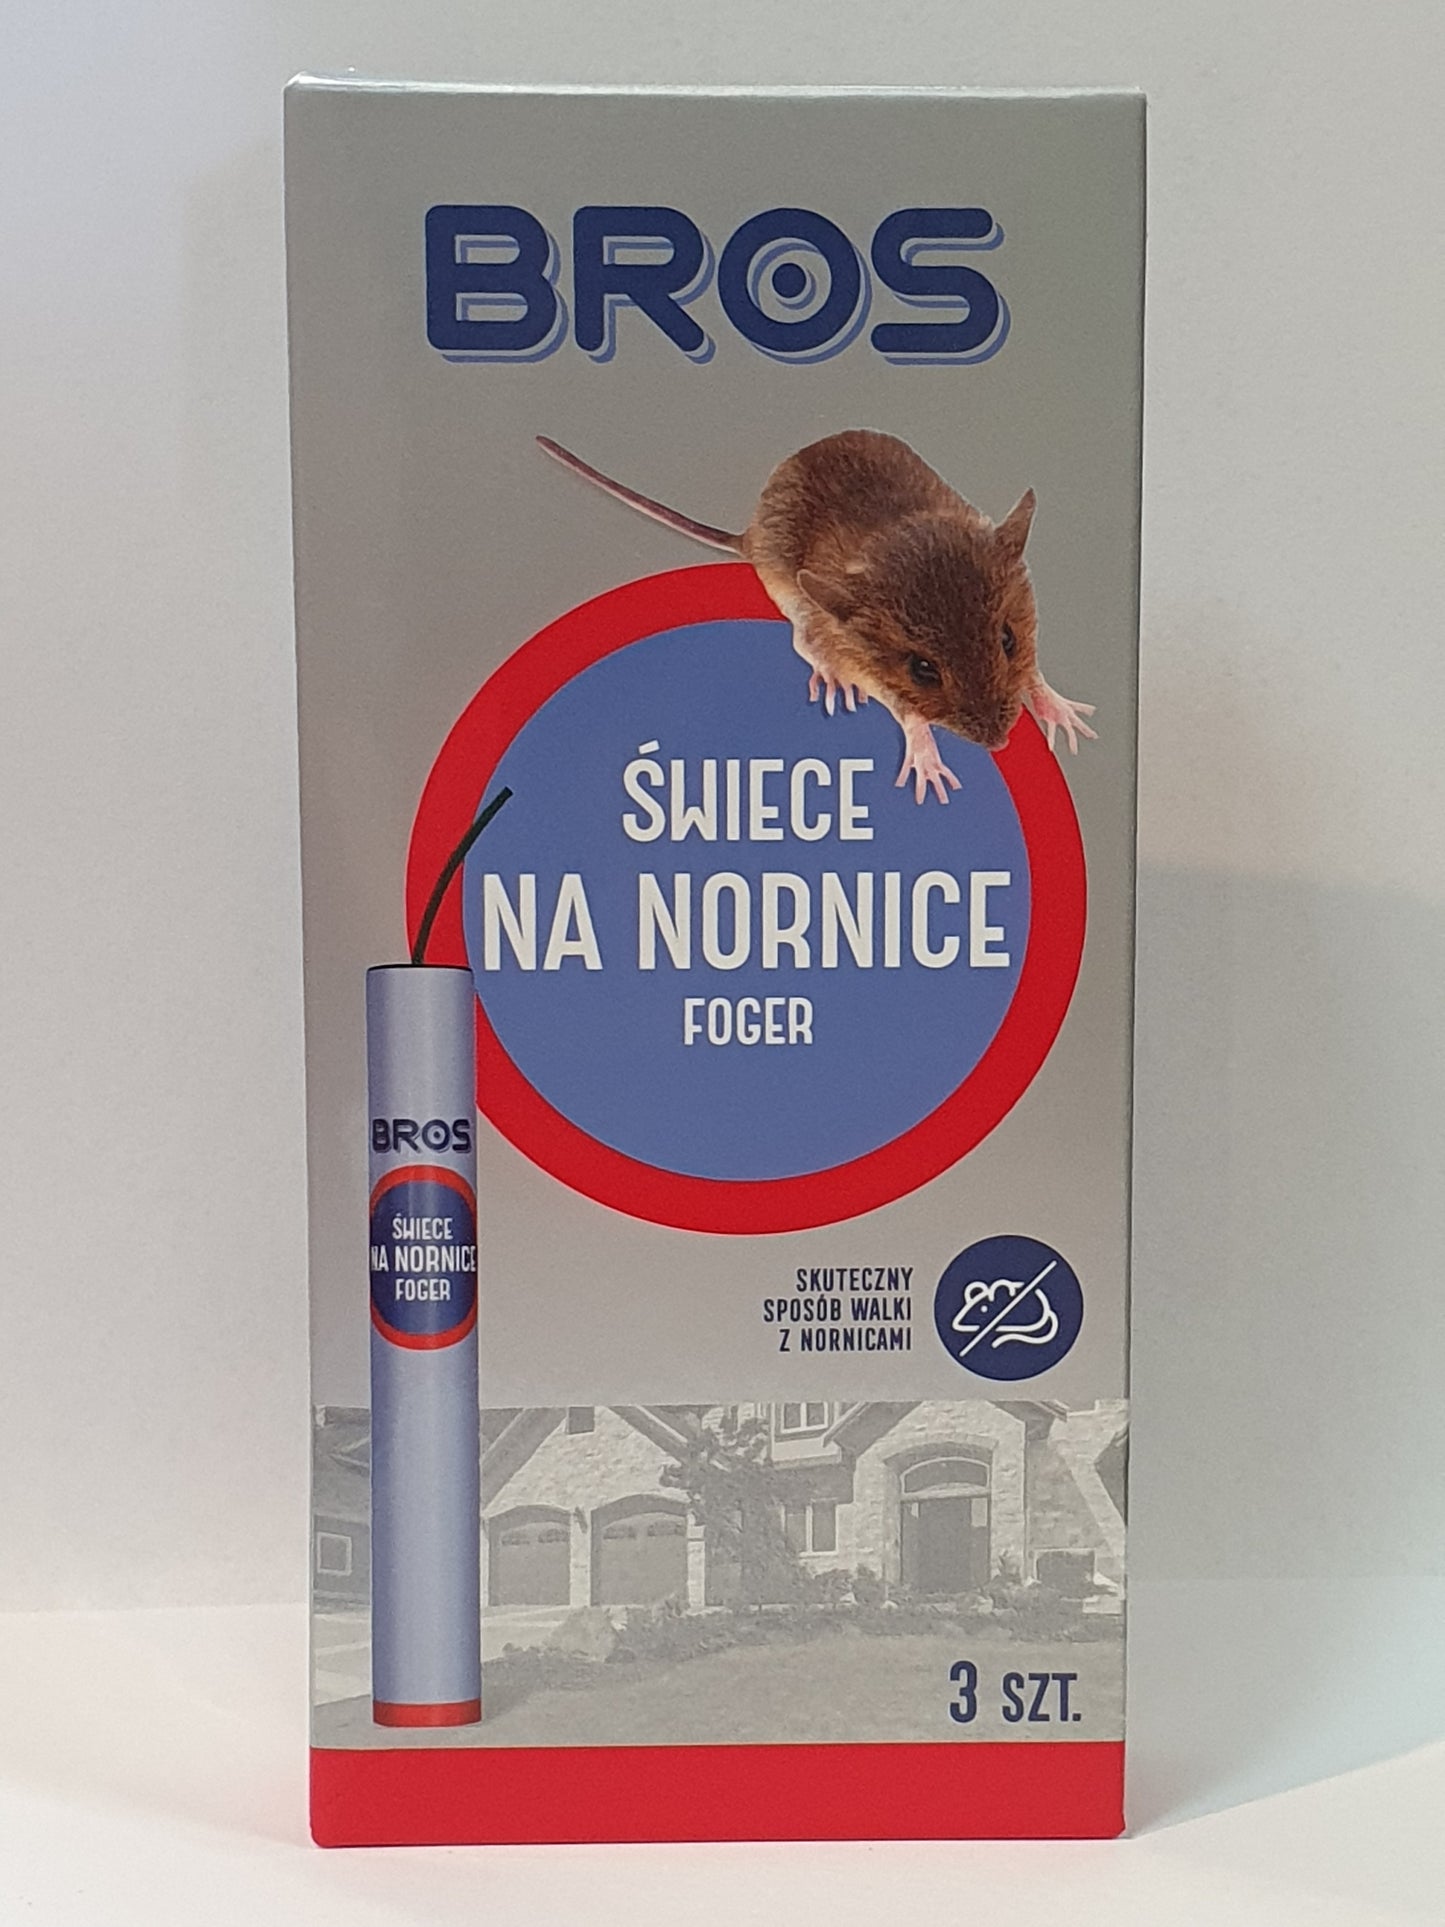 BROS
ŚWIECE
NA NORNICE
FOGER
BROS
ŚWIECE
NA NORNICE
FOGER
SKUTECZNY
SPOSÓB WALKI
Z NORNICAMI
3 SZT.